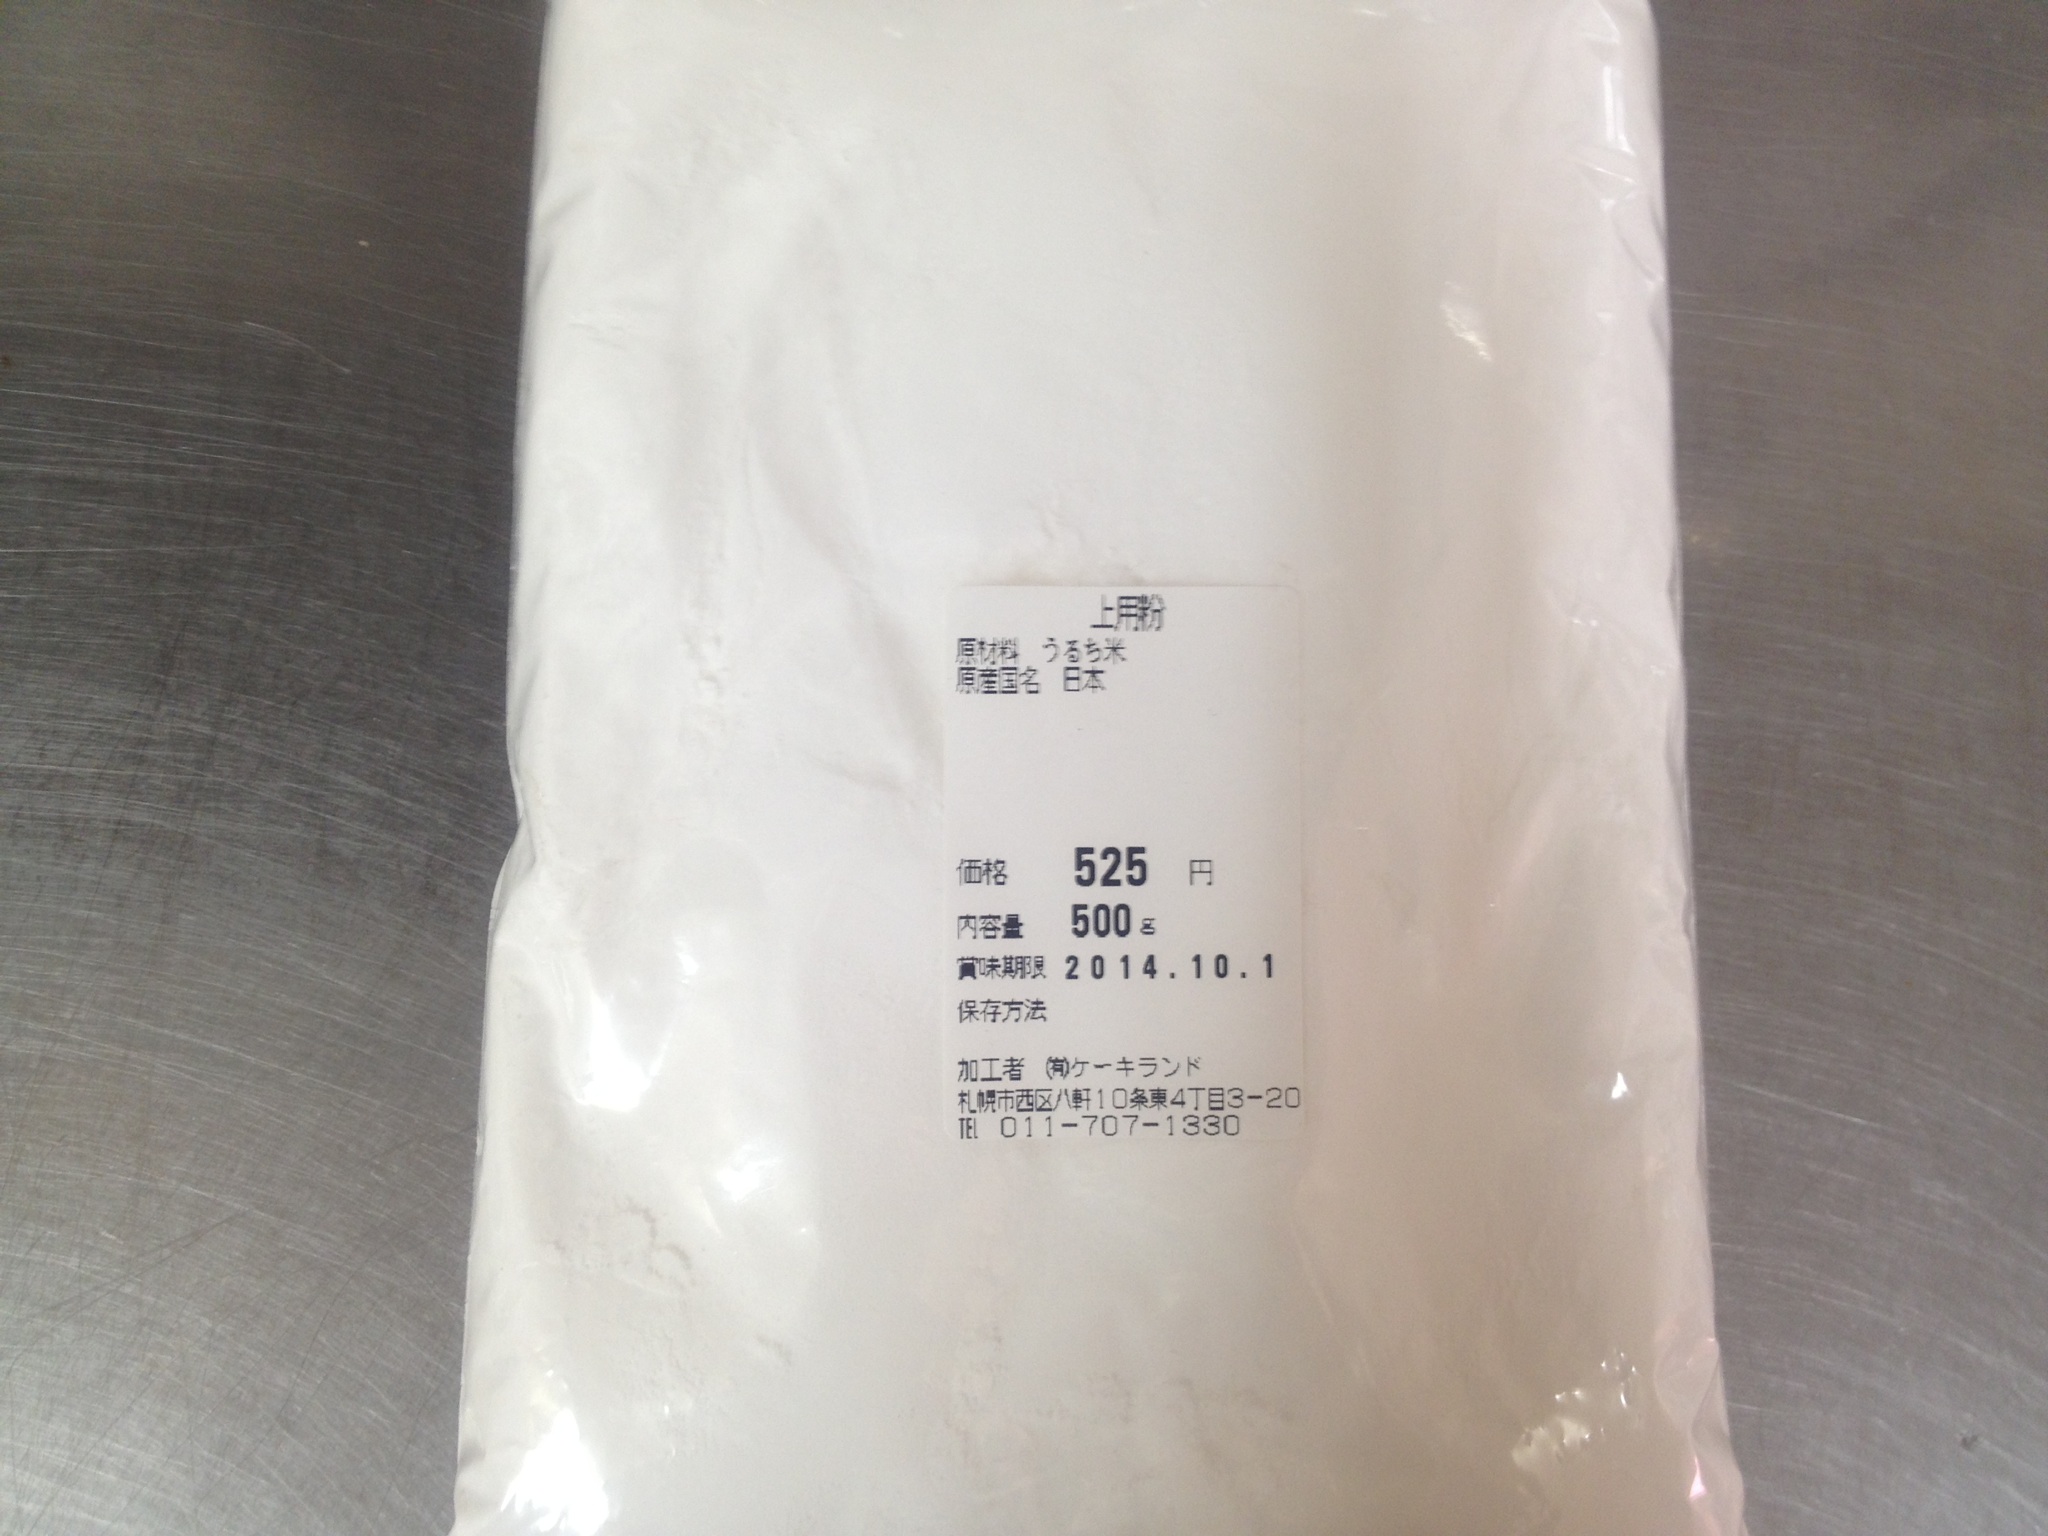 上用粉
原材料 うるち米
原産国名 日本
価格 525 円
内容量 500g
賞味期限 2014.10.1
保存方法
加工者 ㈲ケーキランド
札幌市西区八軒10条東4丁目3-20
TEL 011-707-1330